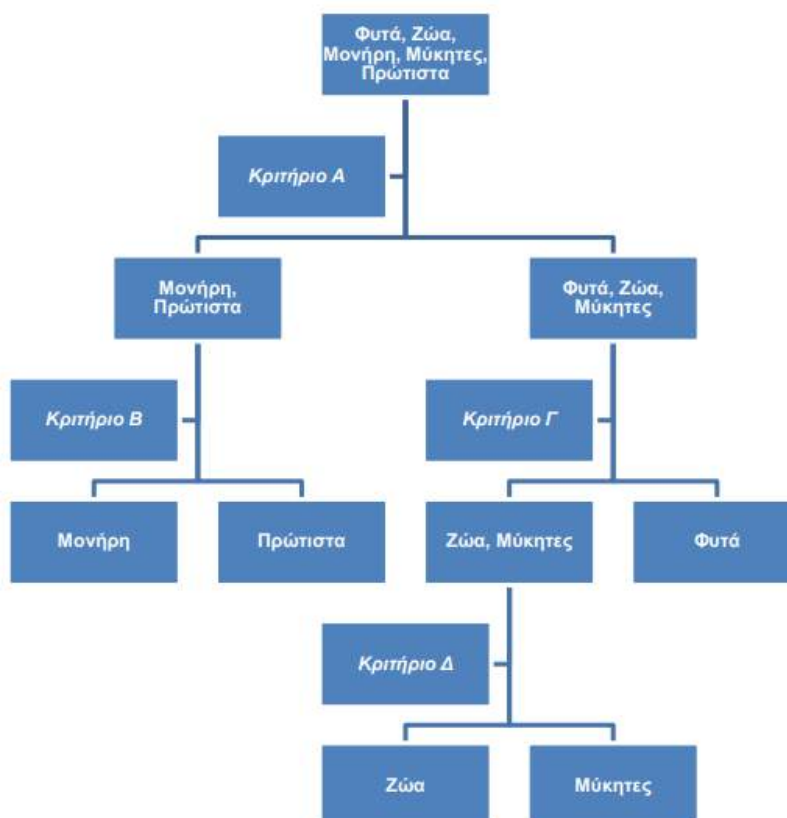 Φυτά, Ζώα,
Μονήρη, Μύκητες,
Πρώτιστα
Κριτήριο Α
Μονήρη,
Πρώτιστα
Φυτά, Ζώα,
Μύκητες
Κριτήριο Β
Κριτήριο Γ
Μονήρη
Πρώτιστα
Ζώα, Μύκητες
Φυτά
Κριτήριο Δ
Ζώα
Μύκητες